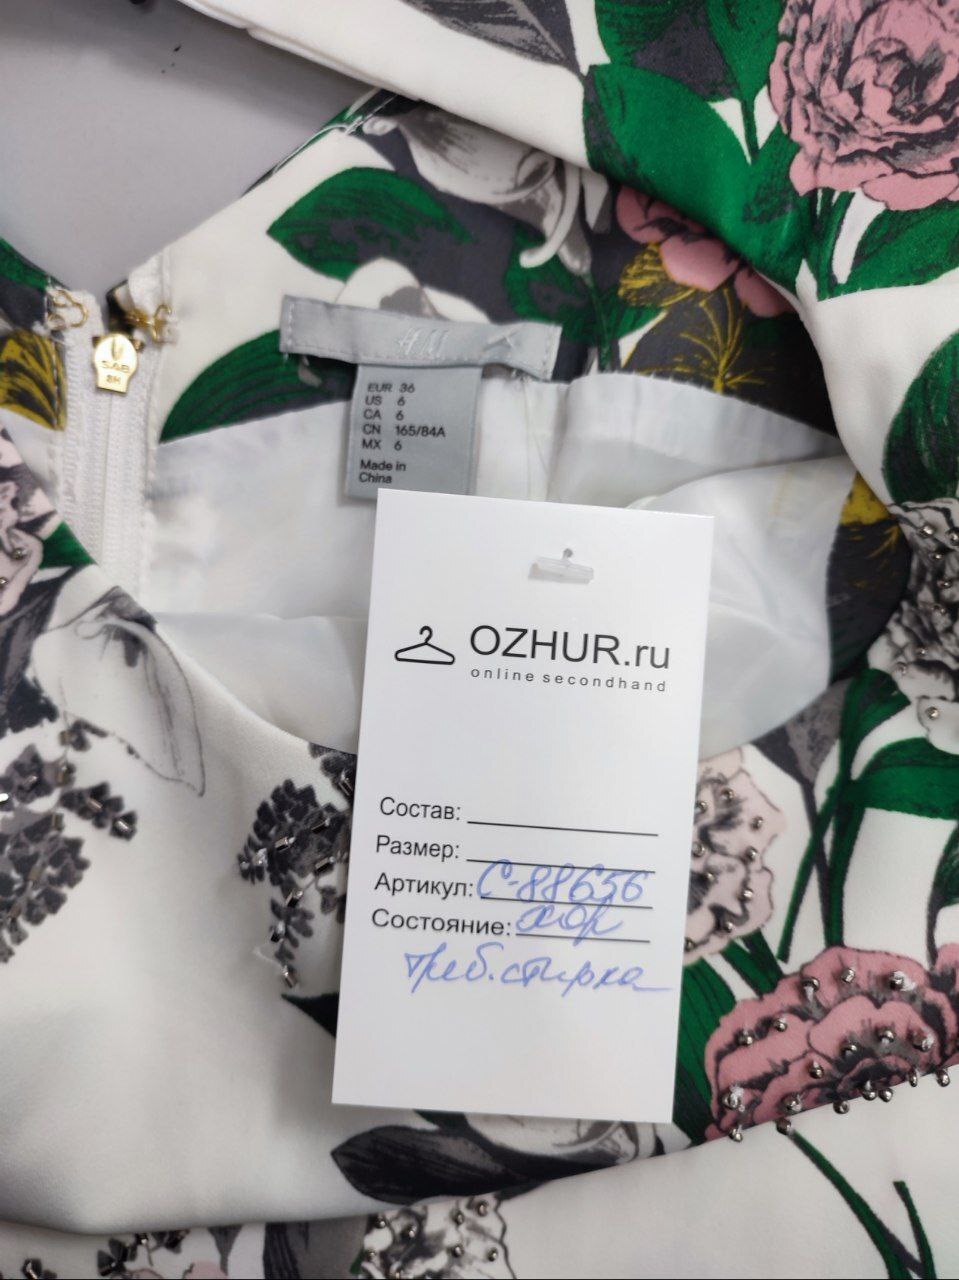 H&M
EUR 36
US 6
CA 6
CN 165/84A
MX 6
Made in
China
SAB
OZHUR.ru
online secondhand
Состав:
Размер:
Артикул: С-88656
Состояние: хор
треб. стирка